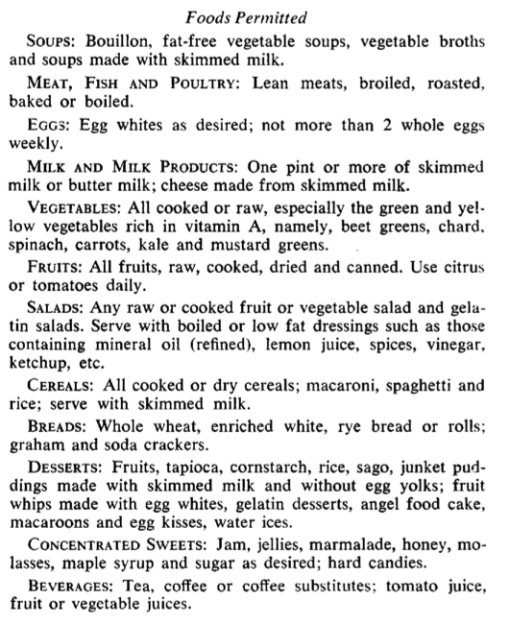 Foods Permitted
SOUPS: Bouillon, fat-free vegetable soups, vegetable broths
and soups made with skimmed milk.
MEAT, FISH AND POULTRY: Lean meats, broiled, roasted,
baked or boiled.
EGGS: Egg whites as desired; not more than 2 whole eggs
weekly.
MILK AND MILK PRODUCTS: One pint or more of skimmed
milk or butter milk; cheese made from skimmed milk.
VEGETABLES: All cooked or raw, especially the green and yel-
low vegetables rich in vitamin A, namely, beet greens, chard.
spinach, carrots, kale and mustard greens.
FRUITS: All fruits, raw, cooked, dried and canned. Use citrus
or tomatoes daily.
SALADS: Any raw or cooked fruit or vegetable salad and gela-
tin salads. Serve with boiled or low fat dressings such as those
containing mineral oil (refined), lemon juice, spices, vinegar,
ketchup, etc.
CEREALS: All cooked or dry cereals; macaroni, spaghetti and
rice; serve with skimmed milk.
BREADS: Whole wheat, enriched white, rye bread or rolls;
graham and soda crackers.
DESSERTS: Fruits, tapioca, cornstarch, rice, sago, junket pud-
dings made with skimmed milk and without egg yolks; fruit
whips made with egg whites, gelatin desserts, angel food cake,
macaroons and egg kisses, water ices.
CONCENTRATED SWEETS: Jam, jellies, marmalade, honey, mo-
lasses, maple syrup and sugar as desired; hard candies.
BEVERAGES: Tea, coffee or coffee substitutes; tomato juice,
fruit or vegetable juices.